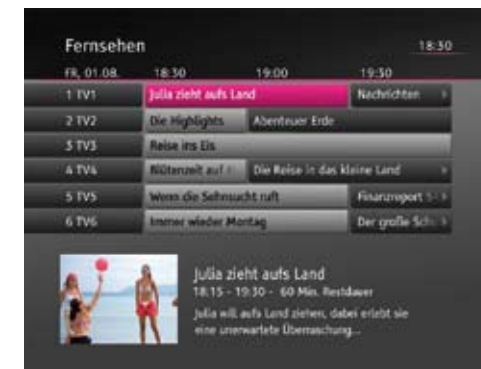 Fernsehen 18:30
FR, 01.08. 18:30 19:00 19:30
1 TV1 Julia zieht aufs Land Nachrichten
2 TV2 Die Highlights Abenteuer Erde
3 TV3 Reise ins Eis
4 TV4 Blütenzeit auf Die Reise in das kleine Land
5 TV5 Wenn die Sehnsucht ruft Finanzreport
6 TV6 Immer wieder Montag Der große Sch
Julia zieht aufs Land
18:15 - 19:30 - 60 Min. Restdauer
Julia will aufs Land ziehen, dabei erlebt sie
eine unerwartete Überraschung...